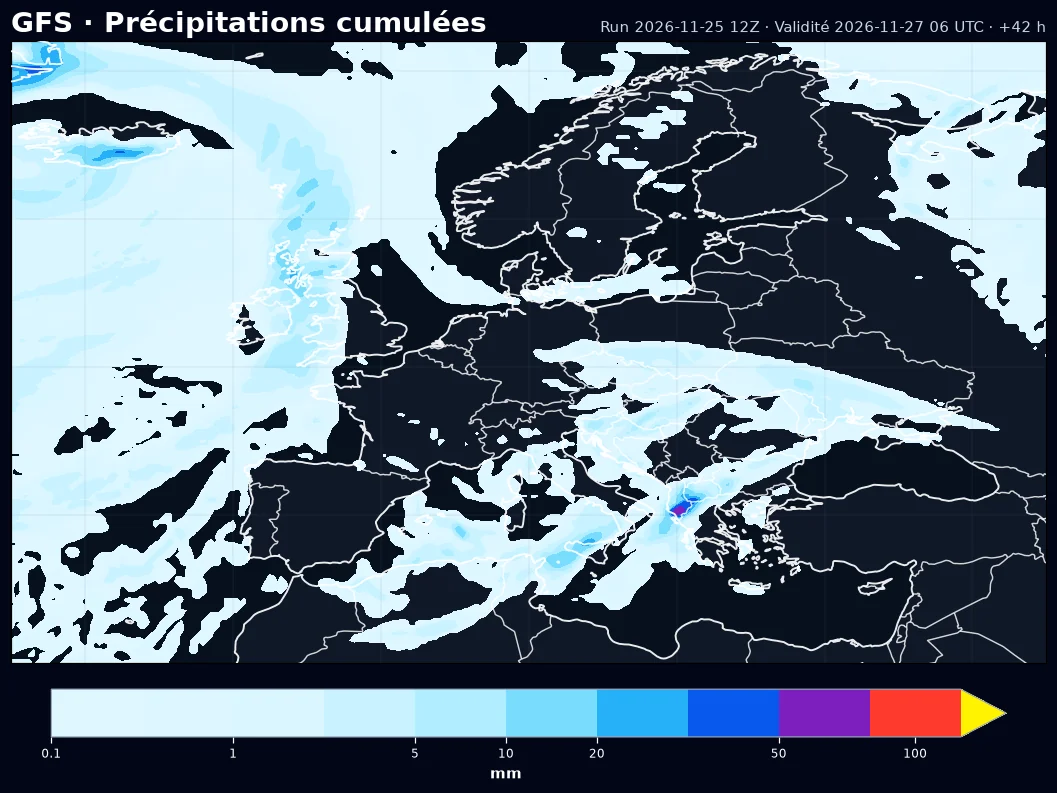 GFS · Précipitations cumulées
Run 2026-11-25 12Z · Validité 2026-11-27 06 UTC · +42 h
0.1 1 5 10 20 50 100
mm